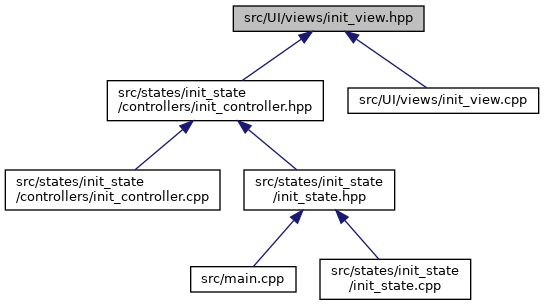 src/UI/views/init_view.hpp
src/states/init_state
/controllers/init_controller.hpp
src/UI/views/init_view.cpp
src/states/init_state
/controllers/init_controller.cpp
src/states/init_state
/init_state.hpp
src/main.cpp
src/states/init_state
/init_state.cpp